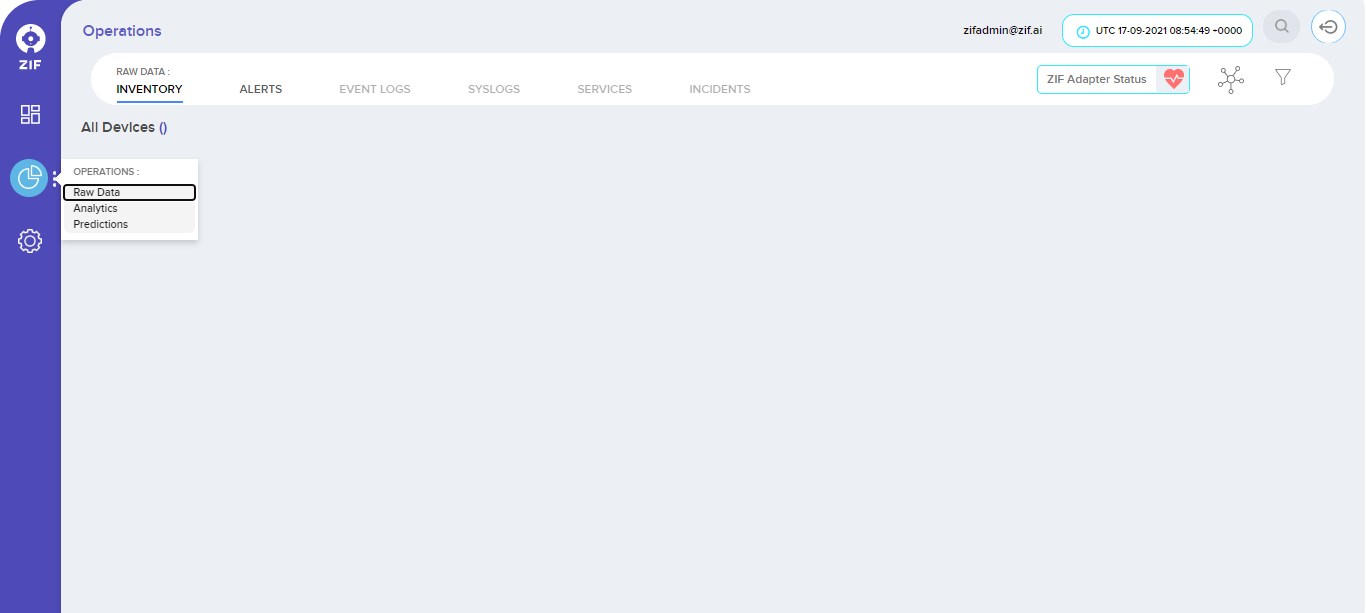 ZIF
Operations
zifadmin@zif.ai
UTC 17-09-2021 08:54:49 +0000
RAW DATA :
INVENTORY
ALERTS
EVENT LOGS
SYSLOGS
SERVICES
INCIDENTS
ZIF Adapter Status
All Devices ()
OPERATIONS :
Raw Data
Analytics
Predictions